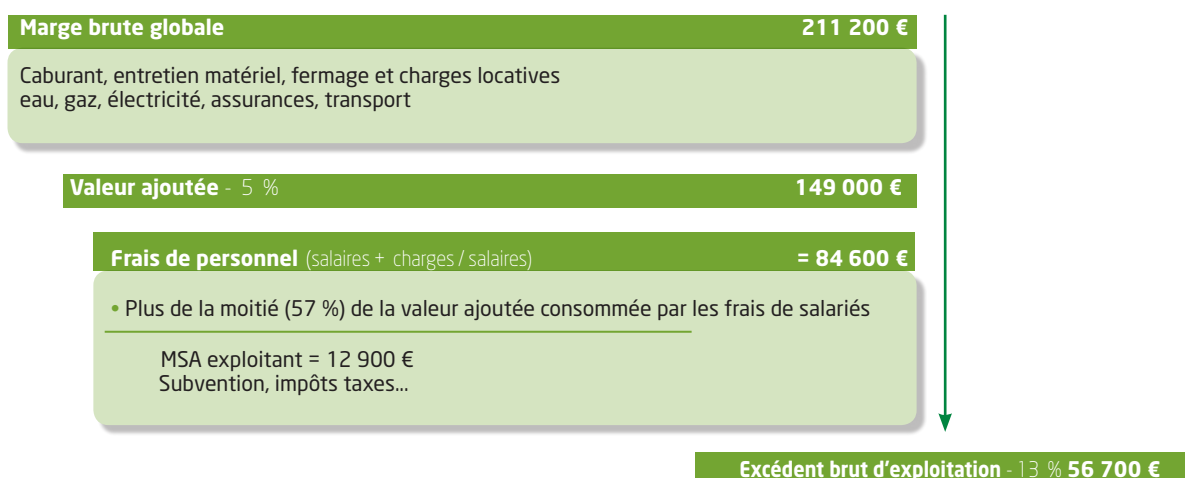 Marge brute globale 211 200 €
Caburant, entretien matériel, fermage et charges locatives
eau, gaz, électricité, assurances, transport
Valeur ajoutée - 5 % 149 000 €
Frais de personnel (salaires + charges / salaires) = 84 600 €
• Plus de la moitié (57 %) de la valeur ajoutée consommée par les frais de salariés
MSA exploitant = 12 900 €
Subvention, impôts taxes...
Excédent brut d'exploitation - 13 % 56 700 €